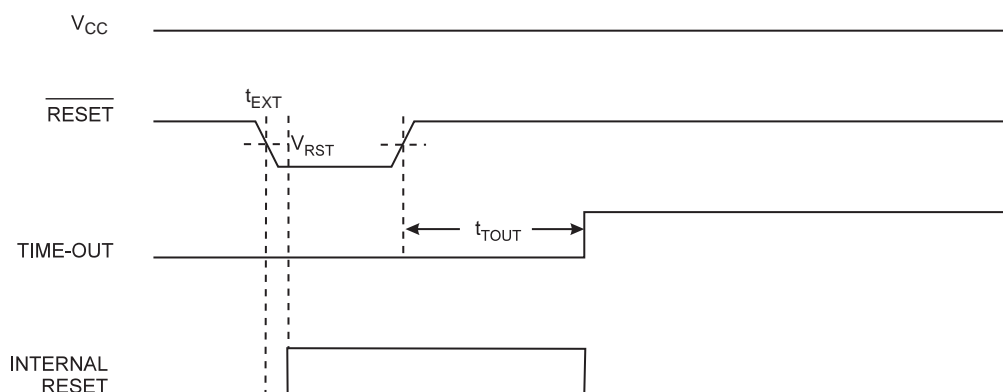 VCC
RESET
tEXT
VRST
TIME-OUT
tTOUT
INTERNAL
RESET